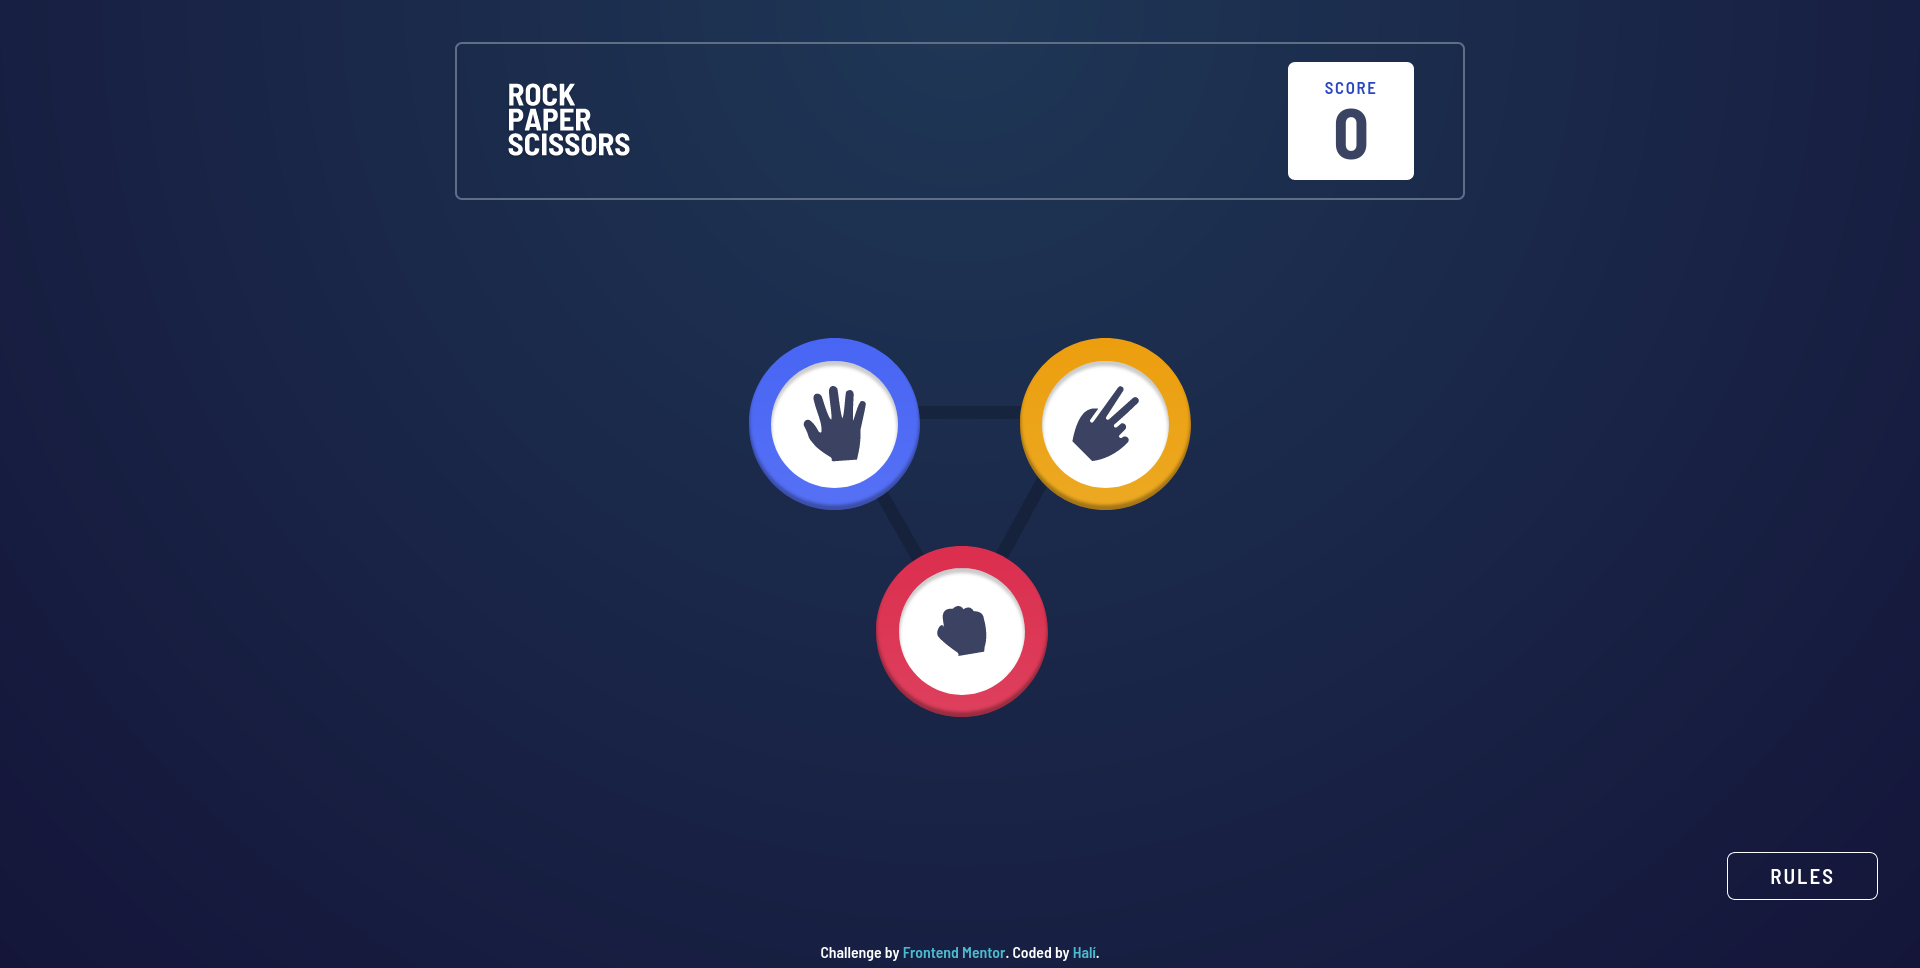 ROCK
PAPER
SCISSORS
SCORE
0
RULES
Challenge by Frontend Mentor. Coded by Halí.